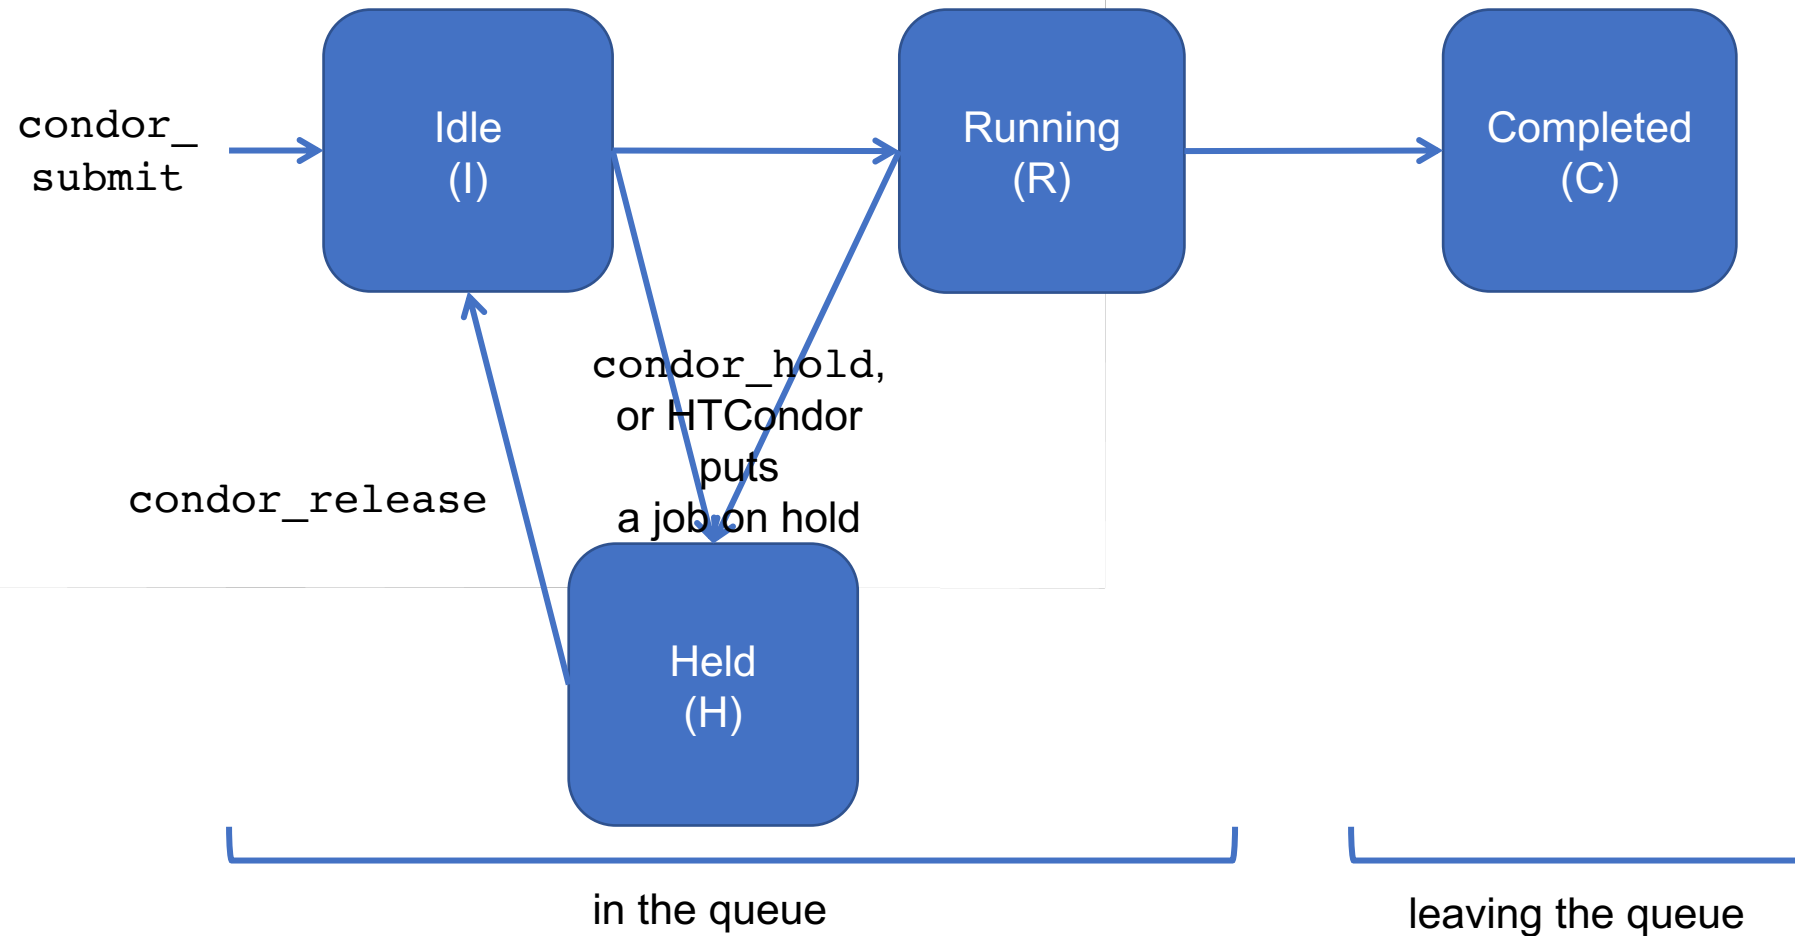 condor_
submit
Idle
(I)
Running
(R)
Completed
(C)
condor_hold,
or HTCondor
puts
a job on hold
condor_release
Held
(H)
in the queue
leaving the queue